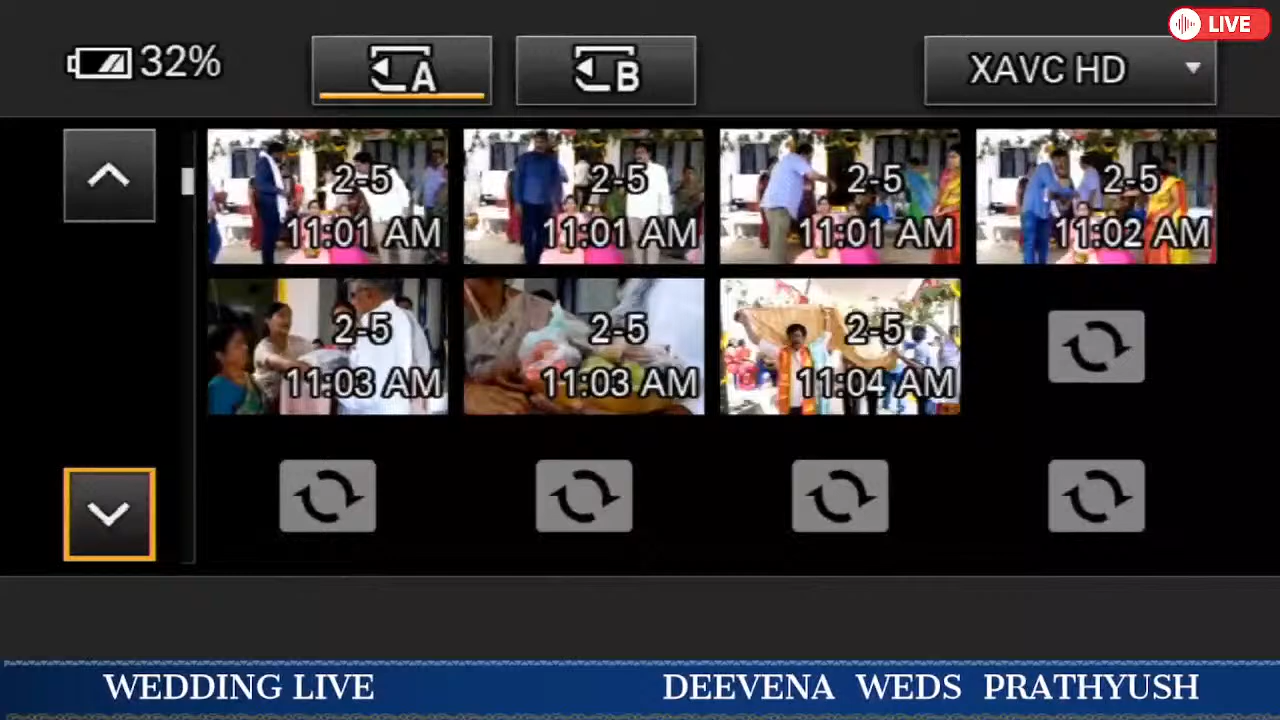 LIVE
32%
A
B
XAVC HD
2-5
11:01 AM
2-5
11:01 AM
2-5
11:01 AM
2-5
11:02 AM
2-5
11:03 AM
2-5
11:03 AM
2-5
11:04 AM
WEDDING LIVE
DEEVENA WEDS PRATHYUSH